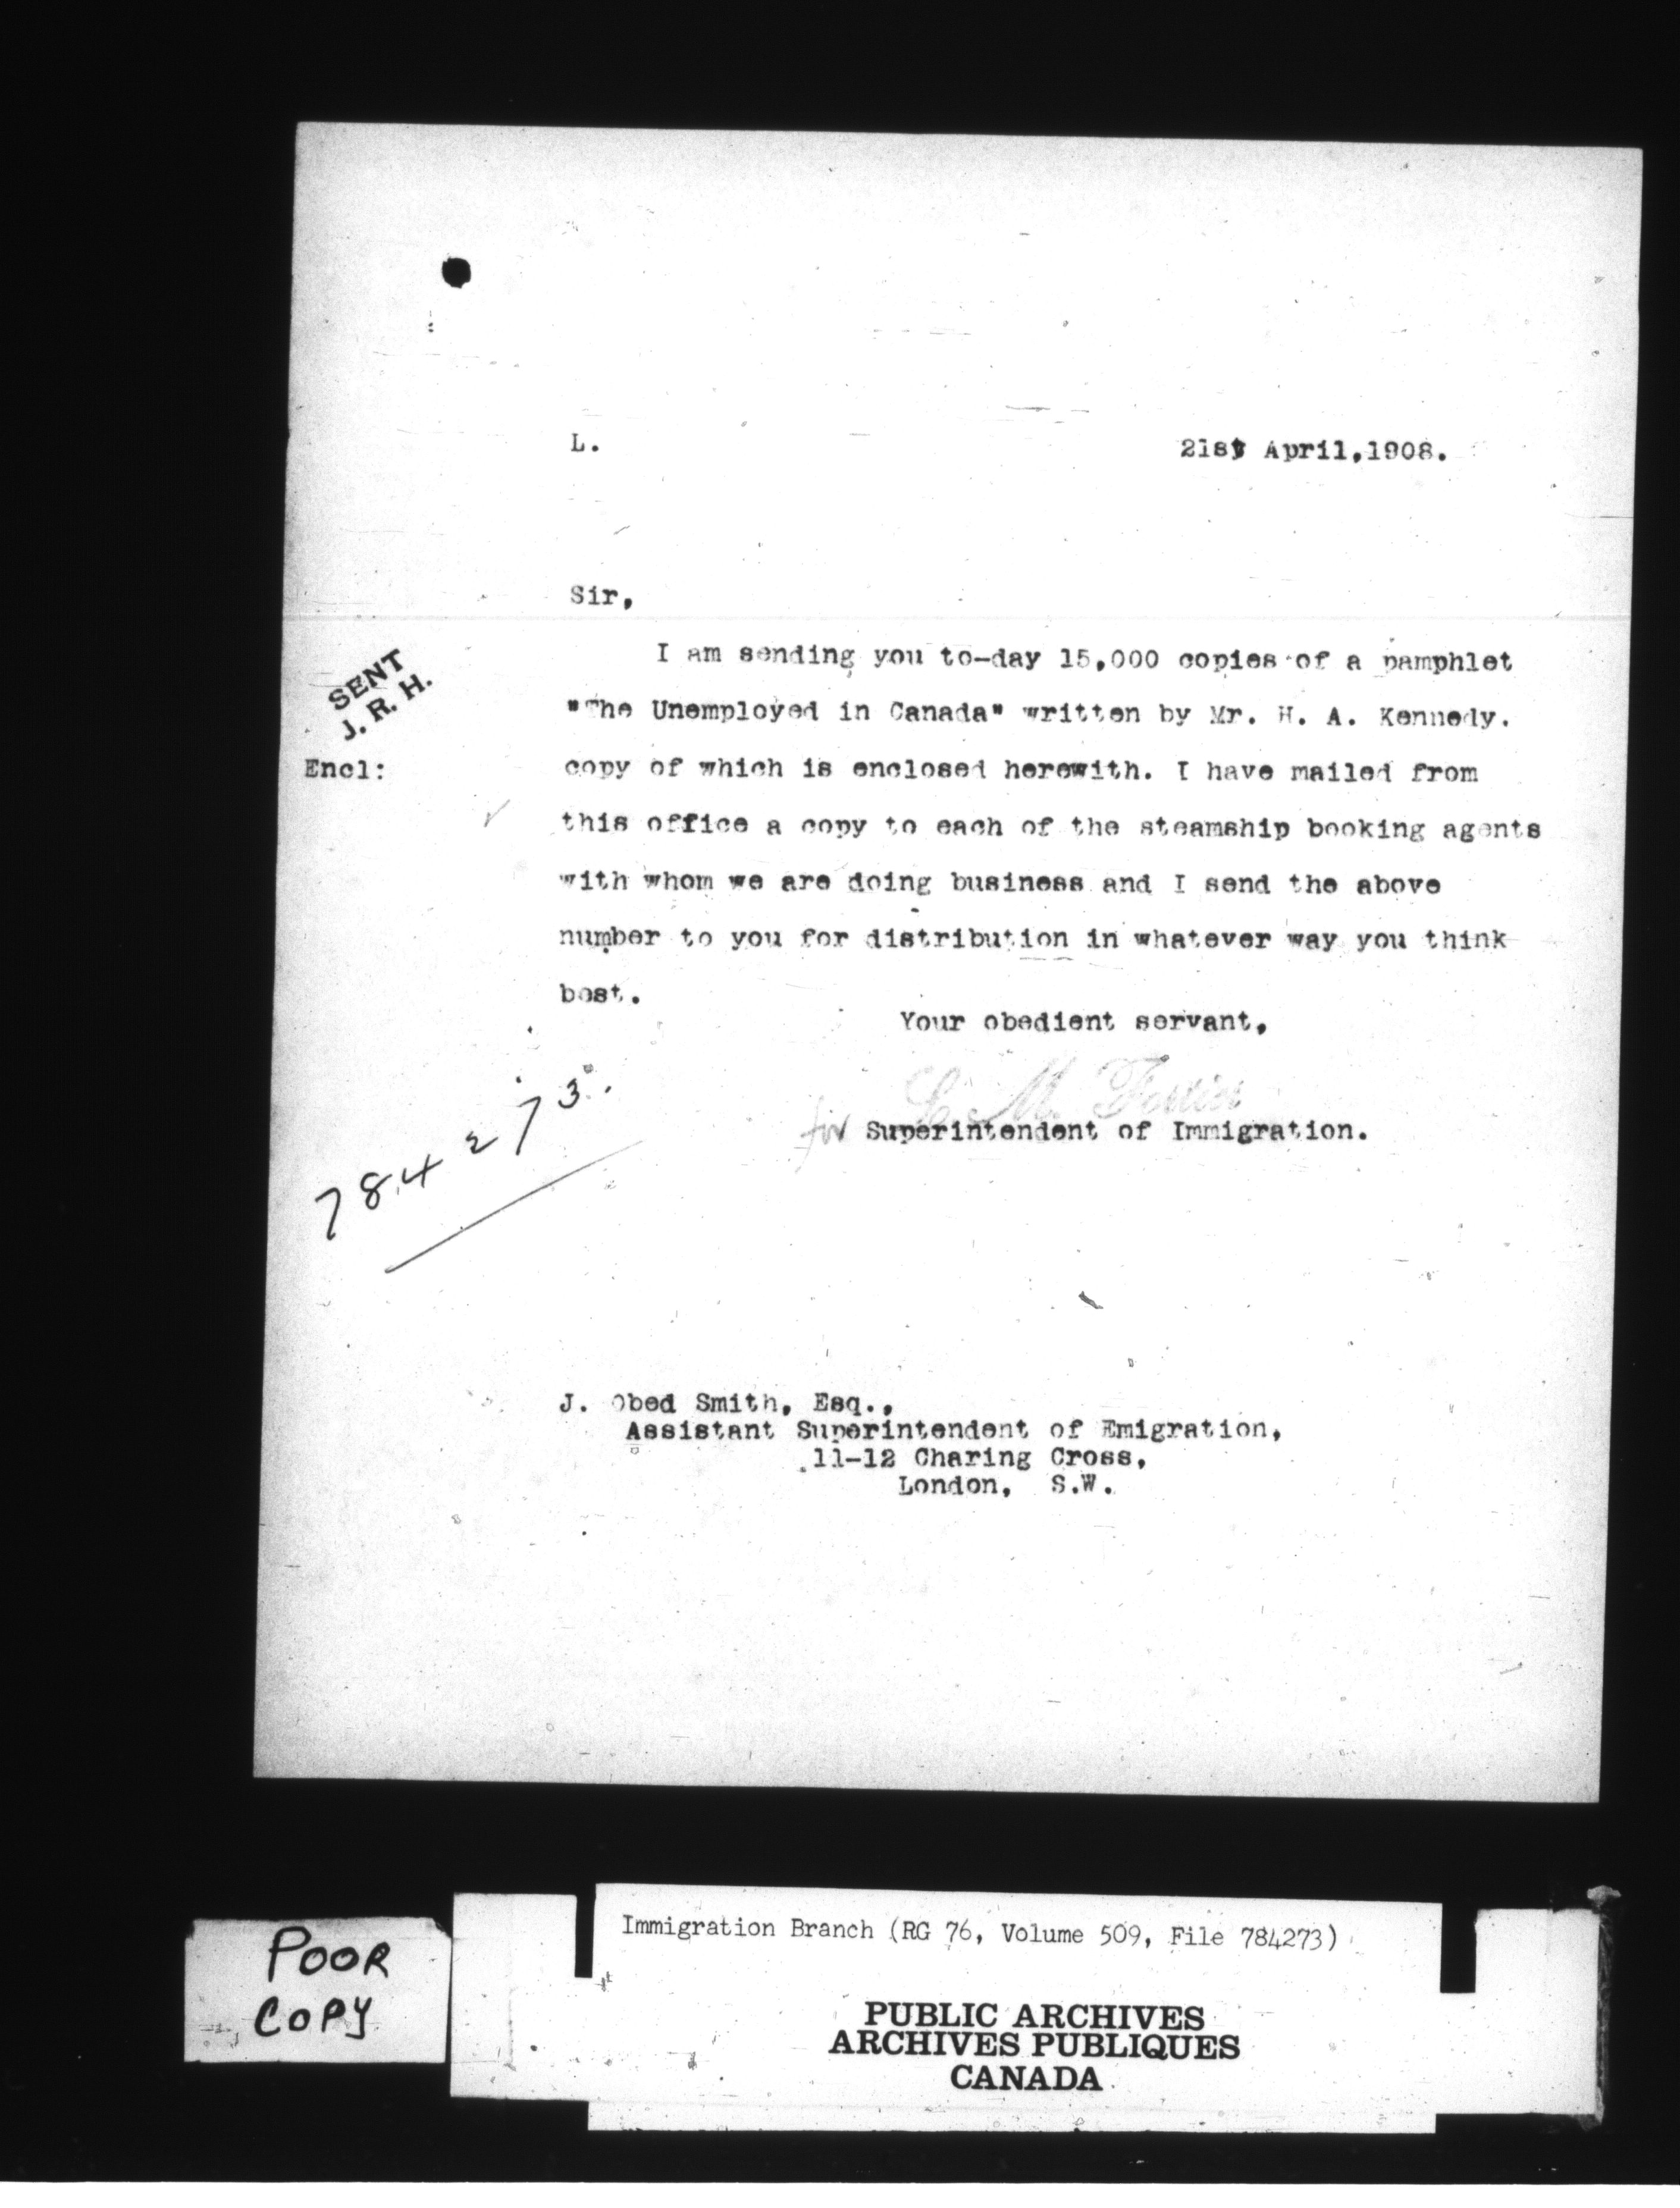 L.
21st April, 1908.
Sir,
SENT
J. R. H.
Encl:
I am sending you to-day 15,000 copies of a pamphlet
"The Unemployed in Canada" written by Mr. H. A. Kennedy.
copy of which is enclosed herewith. I have mailed from
this office a copy to each of the steamship booking agents
with whom we are doing business and I send the above
number to you for distribution in whatever way you think
best.
Your obedient servant,
L. M. Fortier
for Superintendent of Immigration.
784273.
J. Obed Smith, Esq.,
Assistant Superintendent of Emigration,
11-12 Charing Cross,
London, S.W.
POOR
COPY
Immigration Branch (RG 76, Volume 509, File 784273)
PUBLIC ARCHIVES
ARCHIVES PUBLIQUES
CANADA